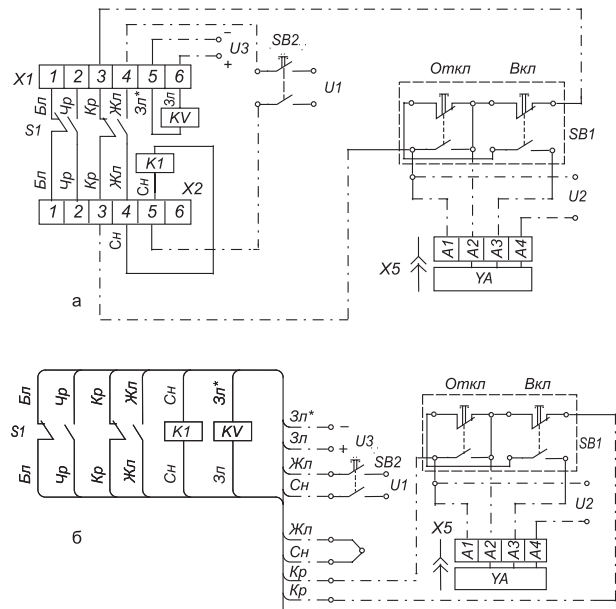 SB2
− U3
+
U1
X1 1 2 3 4 5 6
Бл Чр Кр Жл Зл* Зл
KV
S1
K1
X2
Бл Чр Кр Жл Сн
1 2 3 4 5 6
Сн
а
Откл Вкл
SB1
U2
A1 A2 A3 A4
X5
YA
Бл Чр Кр Жл Сн Зл*
S1
K1 KV
Бл Чр Кр Жл Сн Зл
б
Зл* −
Зл + U3
Жл SB2
Сн U1
Жл
Сн
Кр
Кр
Откл Вкл
SB1
U2
X5
A1 A2 A3 A4
YA